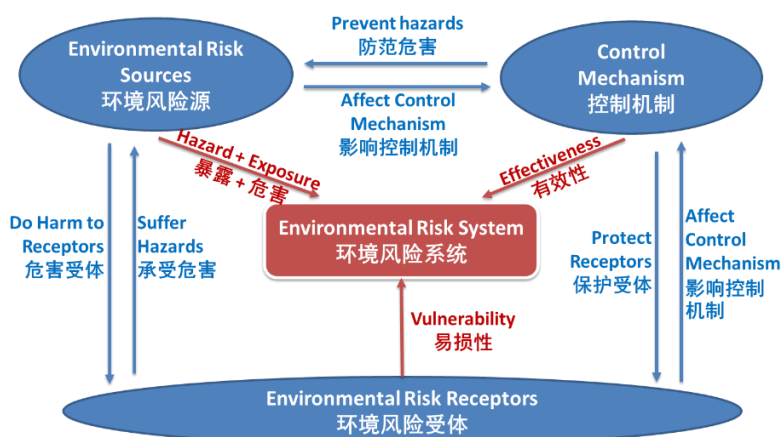 Prevent hazards
防范危害
Environmental Risk
Sources
环境风险源
Control
Mechanism
控制机制
Affect Control
Mechanism
影响控制机制
Hazard + Exposure
暴露 + 危害
Effectiveness
有效性
Do Harm to
Receptors
危害受体
Suffer
Hazards
承受危害
Environmental Risk System
环境风险系统
Protect
Receptors
保护受体
Affect
Control
Mechanism
影响控制
机制
Vulnerability
易损性
Environmental Risk Receptors
环境风险受体